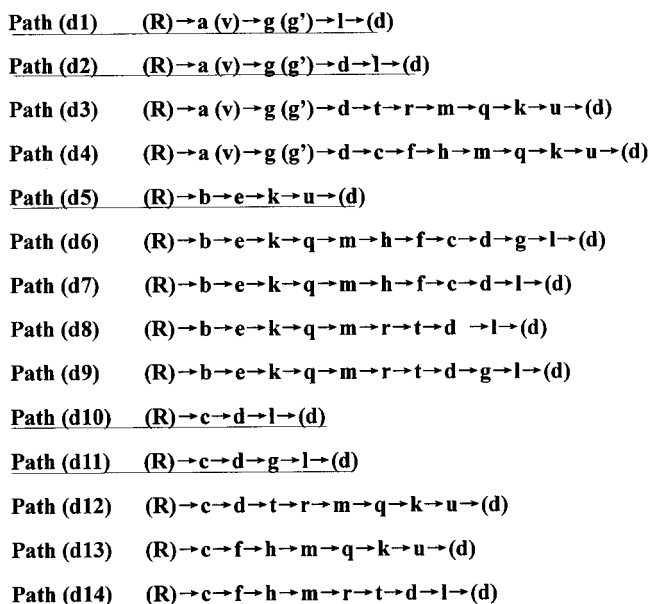 Path (d1) (R)→a (v)→g (g’)→l→(d)
Path (d2) (R)→a (v)→g (g’)→d→l→(d)
Path (d3) (R)→a (v)→g (g’)→d→t→r→m→q→k→u→(d)
Path (d4) (R)→a (v)→g (g’)→d→c→f→h→m→q→k→u→(d)
Path (d5) (R)→b→e→k→u→(d)
Path (d6) (R)→b→e→k→q→m→h→f→c→d→g→l→(d)
Path (d7) (R)→b→e→k→q→m→h→f→c→d→l→(d)
Path (d8) (R)→b→e→k→q→m→r→t→d →l→(d)
Path (d9) (R)→b→e→k→q→m→r→t→d→g→l→(d)
Path (d10) (R)→c→d→l→(d)
Path (d11) (R)→c→d→g→l→(d)
Path (d12) (R)→c→d→t→r→m→q→k→u→(d)
Path (d13) (R)→c→f→h→m→q→k→u→(d)
Path (d14) (R)→c→f→h→m→r→t→d→l→(d)